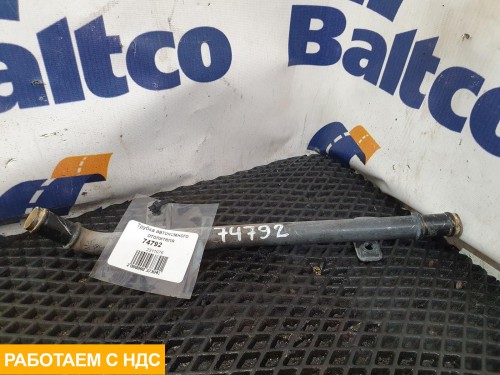 Baltco
Baltco
Трубка автономного
отопителя
74792
74792
РАБОТАЕМ С НДС